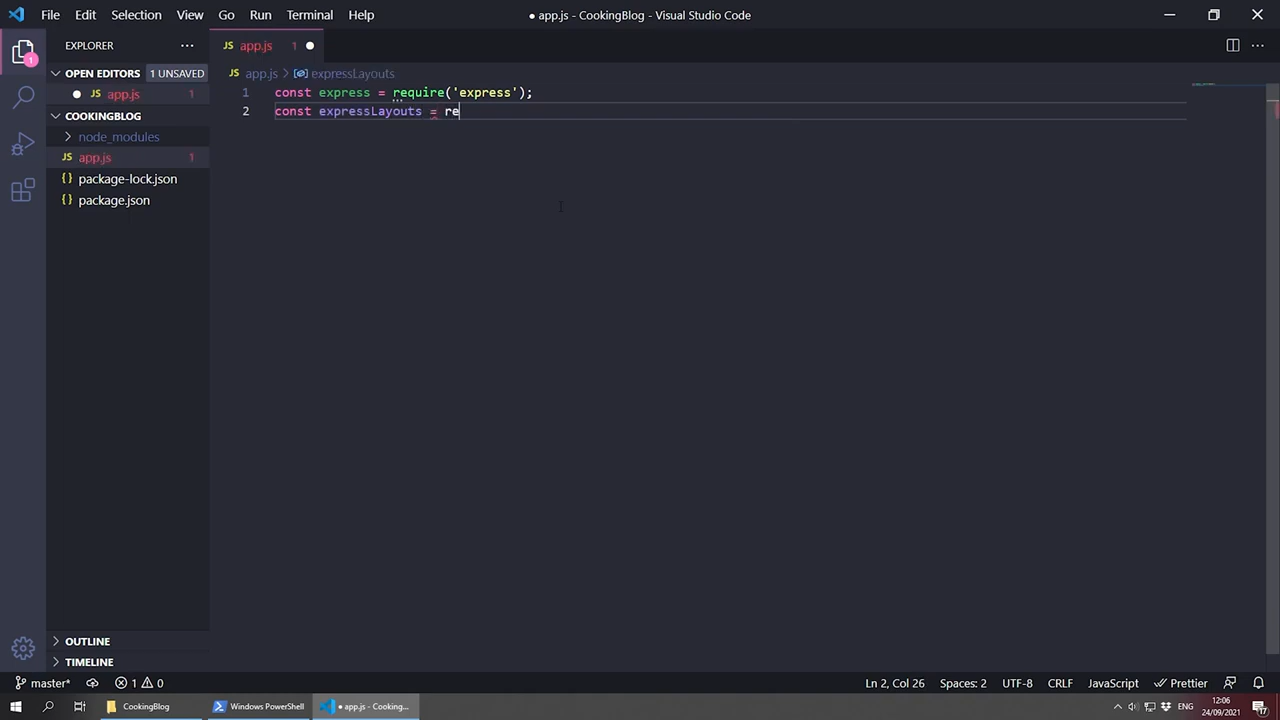 File Edit Selection View Go Run Terminal Help
● app.js - CookingBlog - Visual Studio Code
EXPLORER
JS app.js 1
OPEN EDITORS 1 UNSAVED
JS app.js > expressLayouts
JS app.js 1
1 const express = require('express');
2 const expressLayouts = re
COOKINGBLOG
node_modules
JS app.js 1
{} package-lock.json
{} package.json
1
OUTLINE
TIMELINE
master* 1 0
Ln 2, Col 26 Spaces: 2 UTF-8 CRLF JavaScript Prettier
CookingBlog
Windows PowerShell
● app.js - Cooking...
ENG
12:06
24/09/2021
17